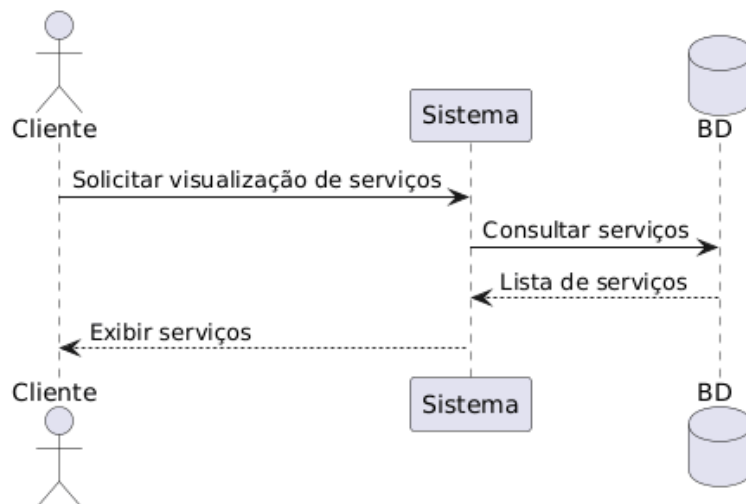 Cliente
Sistema
BD
Solicitar visualização de serviços
Consultar serviços
Lista de serviços
Exibir serviços
Cliente
Sistema
BD